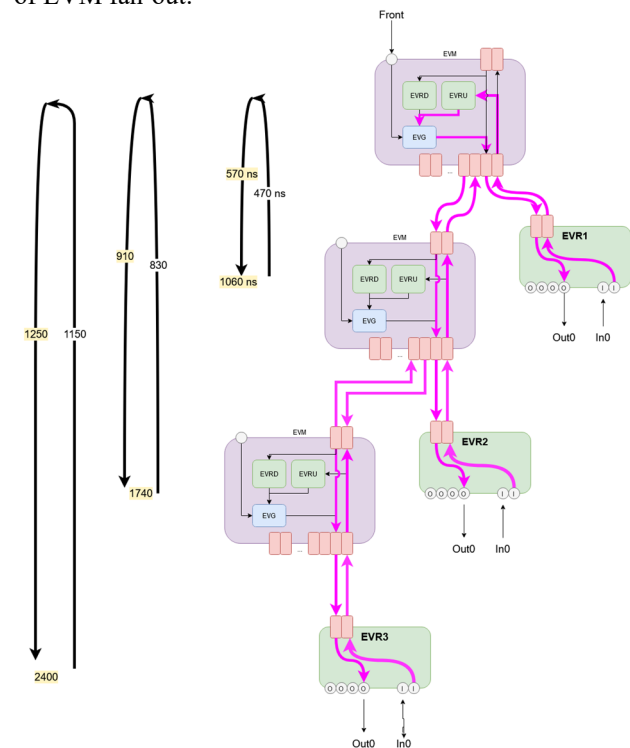 of EVM fan-out.
Front
EVM
EVRD
EVRU
EVG
...
570 ns
470 ns
1060 ns
910
830
1740
1250
1150
2400
EVR1
O O O O
I I
Out0
In0
EVM
EVRD
EVRU
EVG
...
EVR2
O O O O
I I
Out0
In0
EVM
EVRD
EVRU
EVG
...
EVR3
O O O O
I I
Out0
In0